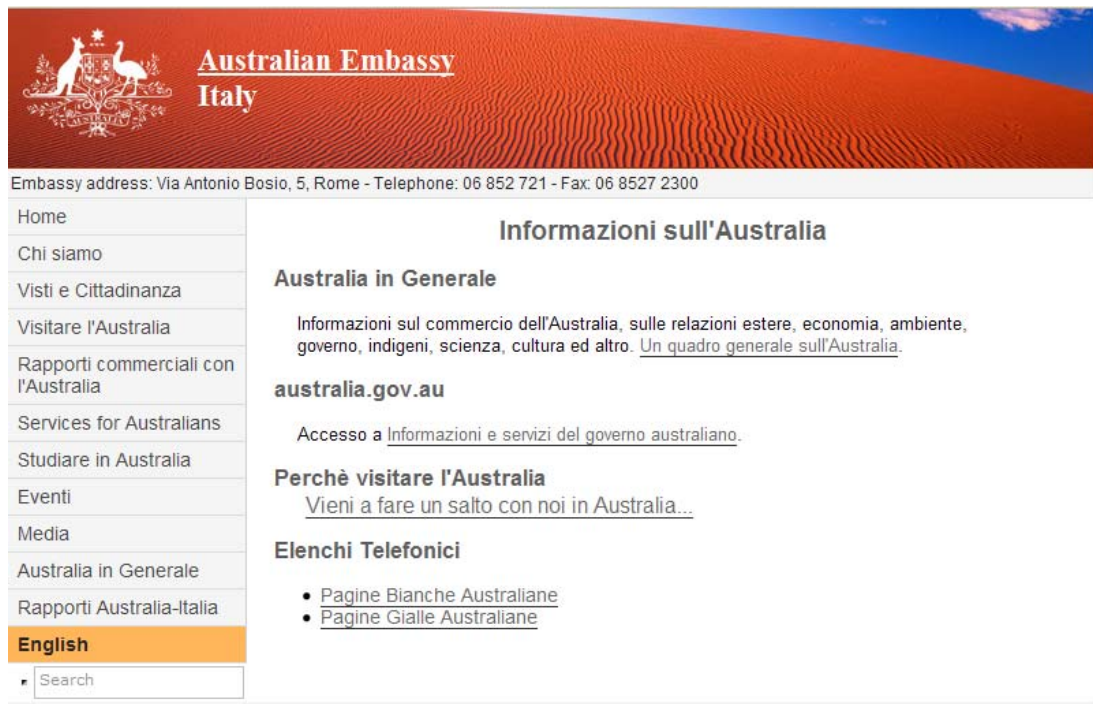 Australian Embassy
Italy
AUSTRALIA
Embassy address: Via Antonio Bosio, 5, Rome - Telephone: 06 852 721 - Fax: 06 8527 2300
Home
Chi siamo
Visti e Cittadinanza
Visitare l'Australia
Rapporti commerciali con
l'Australia
Services for Australians
Studiare in Australia
Eventi
Media
Australia in Generale
Rapporti Australia-Italia
English
Search
Informazioni sull'Australia
Australia in Generale
Informazioni sul commercio dell'Australia, sulle relazioni estere, economia, ambiente,
governo, indigeni, scienza, cultura ed altro. Un quadro generale sull'Australia.
australia.gov.au
Accesso a Informazioni e servizi del governo australiano.
Perchè visitare l'Australia
Vieni a fare un salto con noi in Australia...
Elenchi Telefonici
• Pagine Bianche Australiane
• Pagine Gialle Australiane